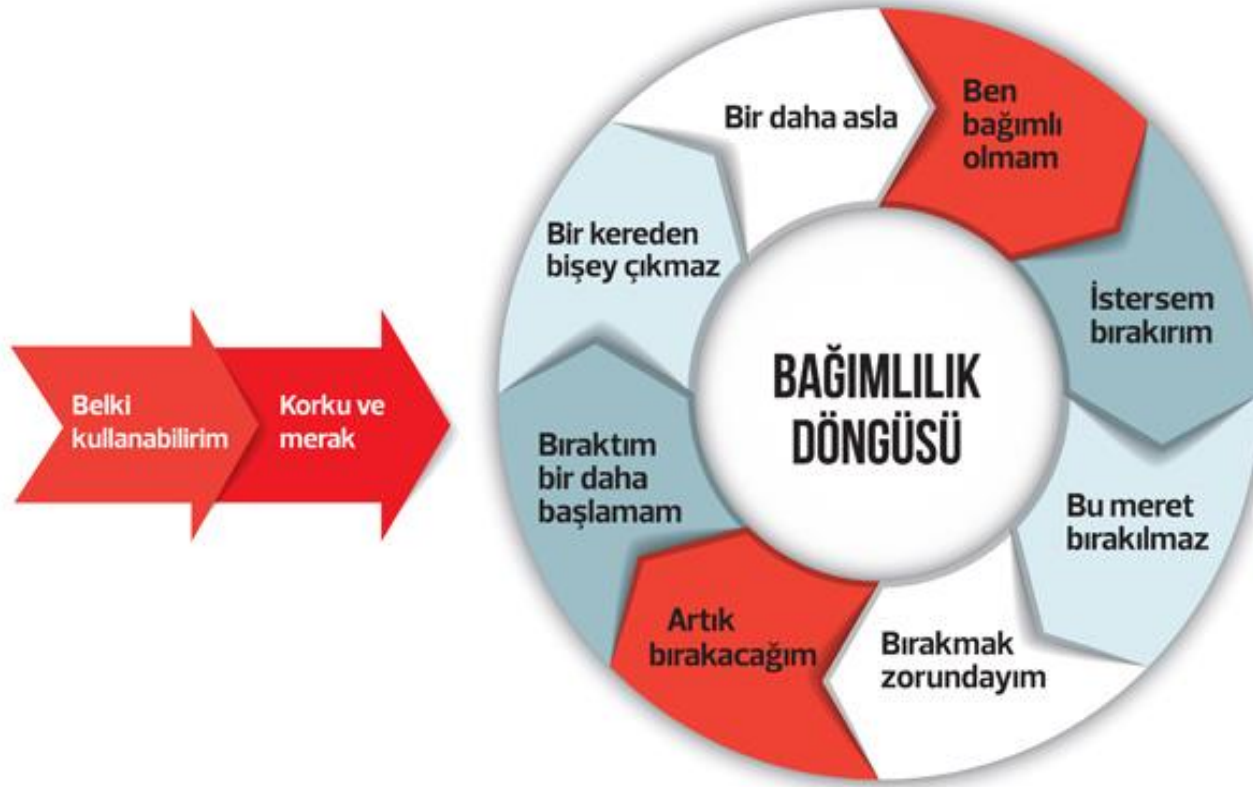 Belki
kullanabilirim
Korku ve
merak
Bir daha asla
Ben
bağımlı
olmam
İstersem
bırakırım
Bu meret
bırakılmaz
Bırakmak
zorundayım
Artık
bırakacağım
Bıraktım
bir daha
başlamam
Bir kereden
bişey çıkmaz
BAĞIMLILIK
DÖNGÜSÜ